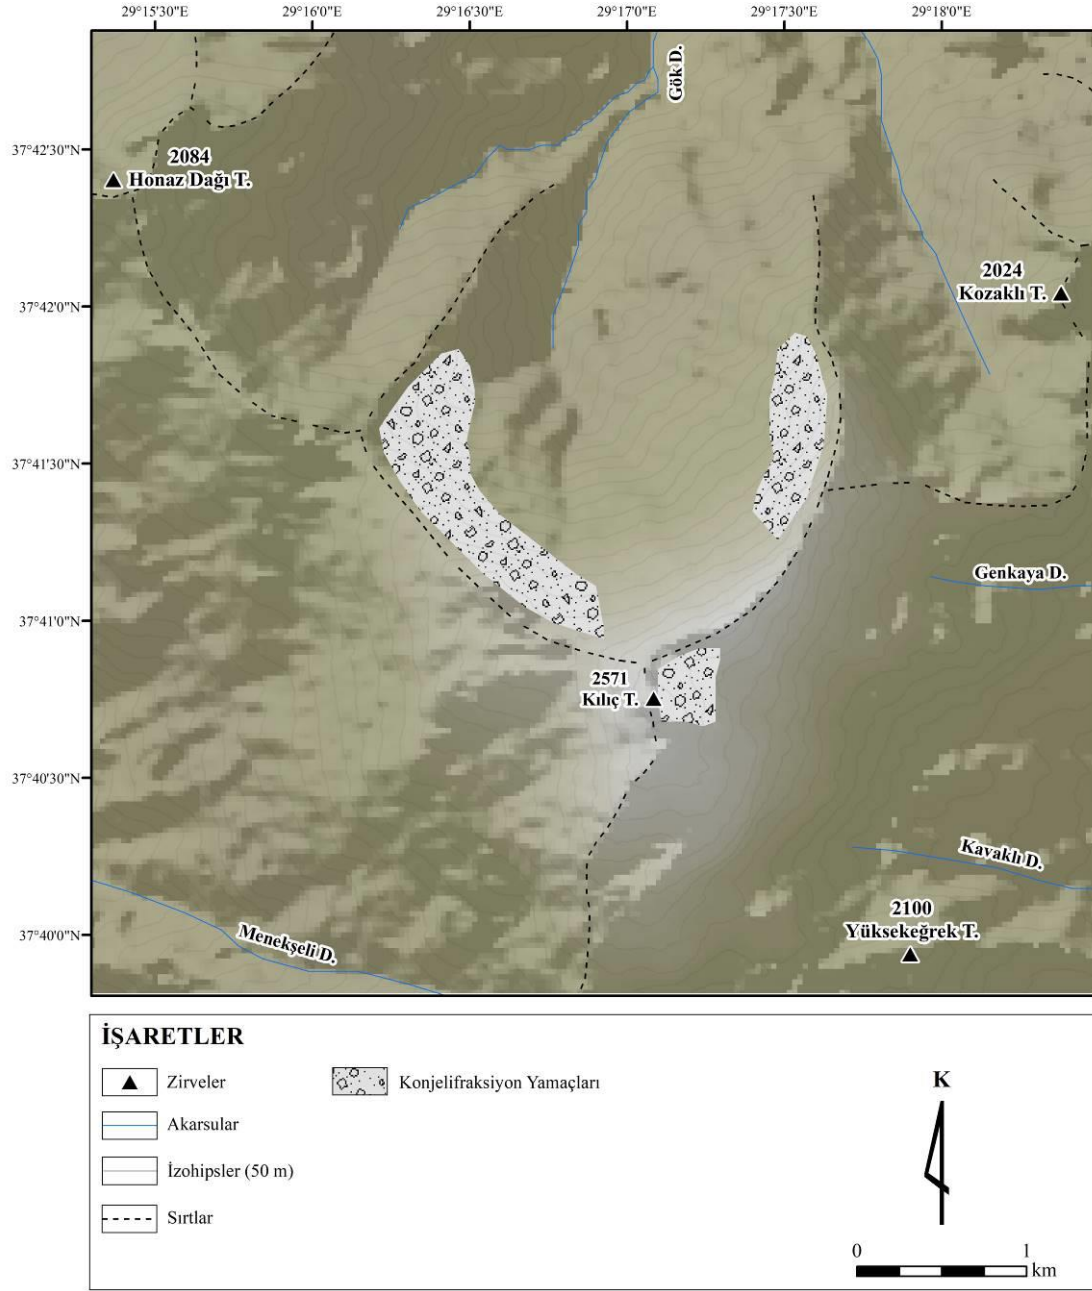 29°15'30"E 29°16'0"E 29°16'30"E 29°17'0"E 29°17'30"E 29°18'0"E
Gök D.
37°42'30"N
2084
Honaz Dağı T.
2024
Kozaklı T.
37°42'0"N
37°41'30"N
Genkaya D.
37°41'0"N
2571
Kılıç T.
37°40'30"N
Kavaklı D.
2100
Yüksekeğrek T.
37°40'0"N
Menekşeli D.
İŞARETLER
Zirveler
Konjelifraksiyon Yamaçları
Akarsular
İzohipsler (50 m)
Sırtlar
K
0 1
km